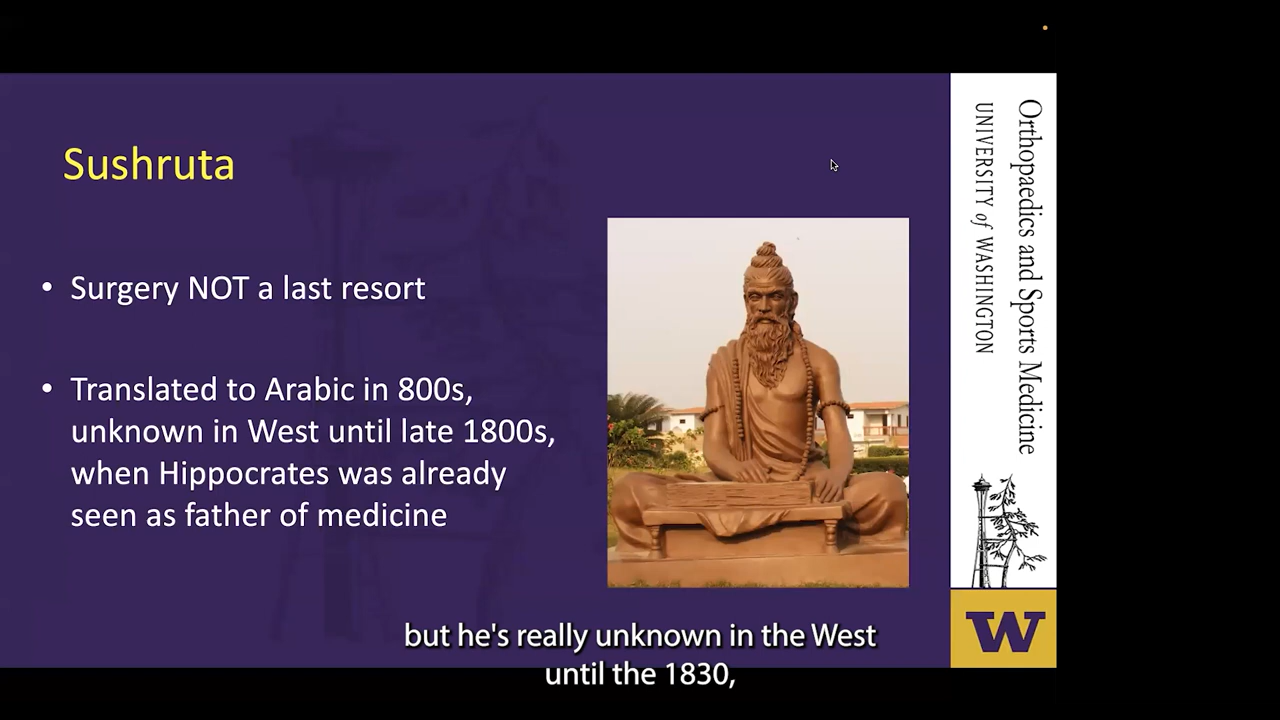 Sushruta
• Surgery NOT a last resort
• Translated to Arabic in 800s,
unknown in West until late 1800s,
when Hippocrates was already
seen as father of medicine
Orthopaedics and Sports Medicine
UNIVERSITY of WASHINGTON
W
but he's really unknown in the West
until the 1830,